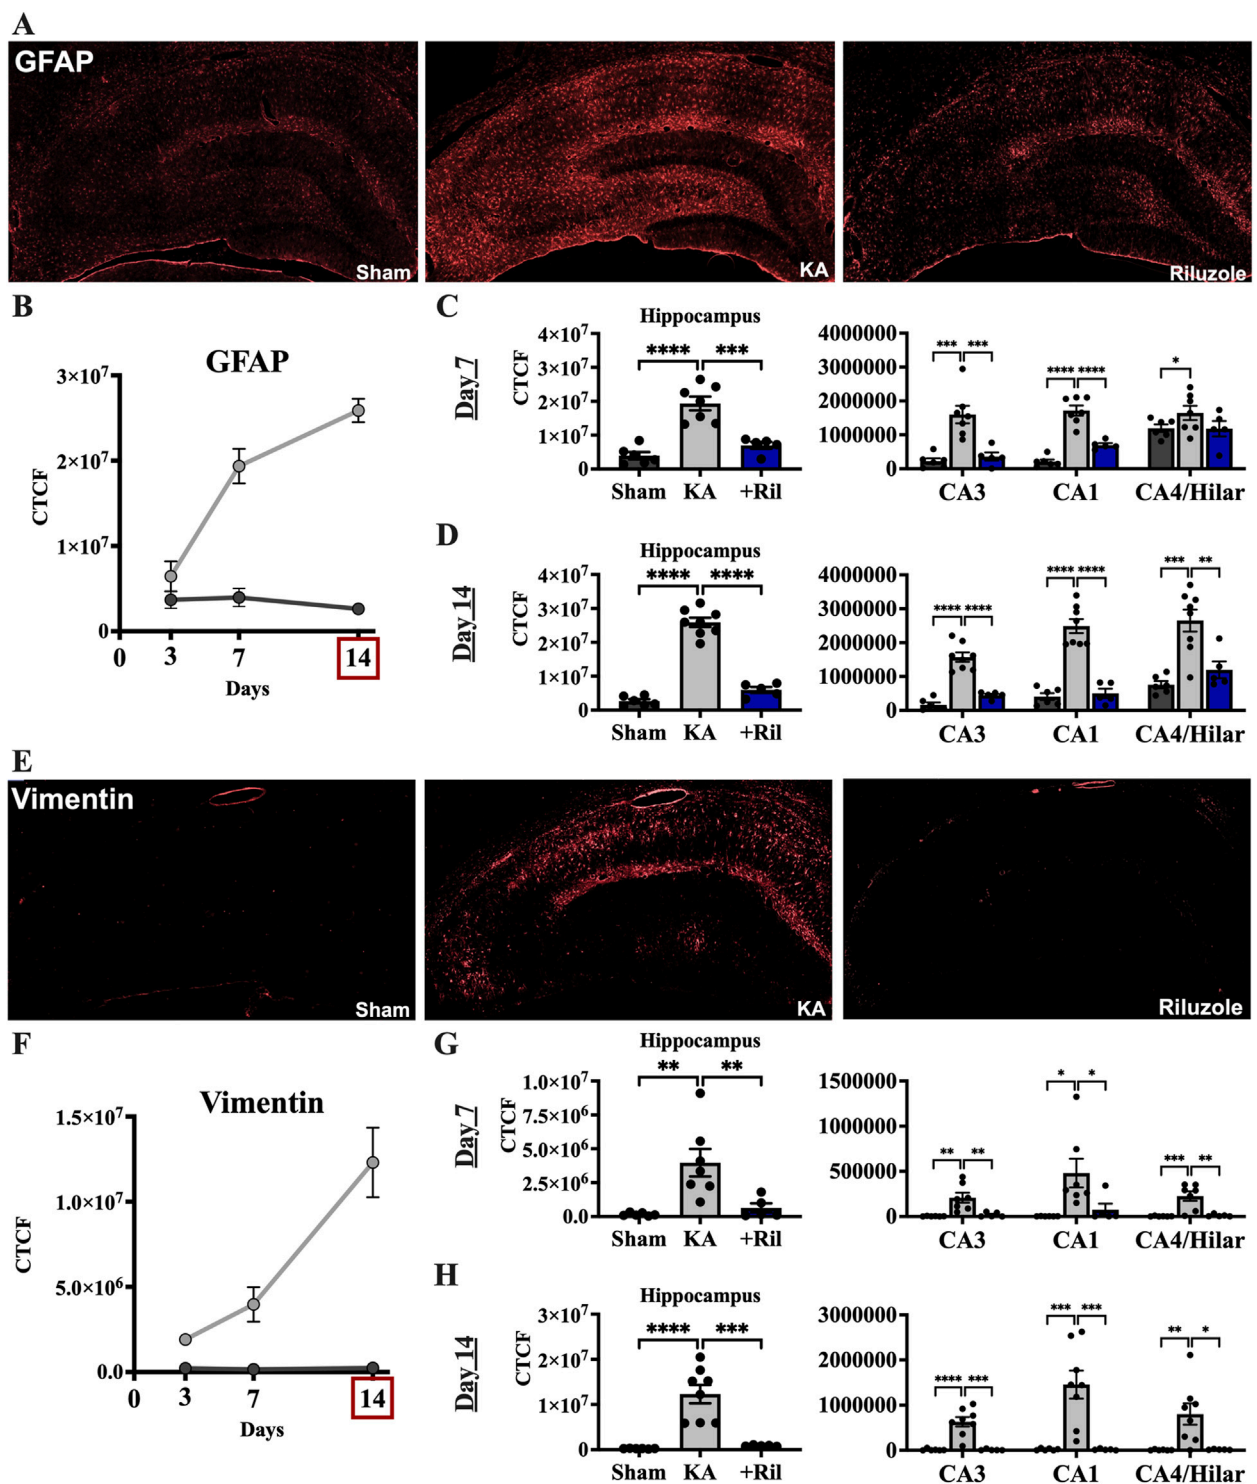 A
GFAP
Sham
KA
Riluzole
B
GFAP
CTCF
3×10⁷
2×10⁷
1×10⁷
0
0 3 7 14
Days
C
Day 7
Hippocampus
CTCF
4×10⁷
3×10⁷
2×10⁷
1×10⁷
0
**** ***
Sham KA +Ril
4000000
3000000
2000000
1000000
0
*** *** **** **** *
CA3 CA1 CA4/Hilar
D
Day 14
Hippocampus
CTCF
4×10⁷
3×10⁷
2×10⁷
1×10⁷
0
**** ****
Sham KA +Ril
4000000
3000000
2000000
1000000
0
**** **** **** **** *** **
CA3 CA1 CA4/Hilar
E
Vimentin
Sham
KA
Riluzole
F
Vimentin
CTCF
1.5×10⁷
1.0×10⁷
5.0×10⁶
0.0
0 3 7 14
Days
G
Day 7
Hippocampus
CTCF
1.0×10⁷
7.5×10⁶
5.0×10⁶
2.5×10⁶
0.0
** **
Sham KA +Ril
1500000
1000000
500000
0
** ** * * *** **
CA3 CA1 CA4/Hilar
H
Day 14
Hippocampus
CTCF
3×10⁷
2×10⁷
1×10⁷
0
**** ***
Sham KA +Ril
3000000
2000000
1000000
0
**** *** *** *** ** *
CA3 CA1 CA4/Hilar